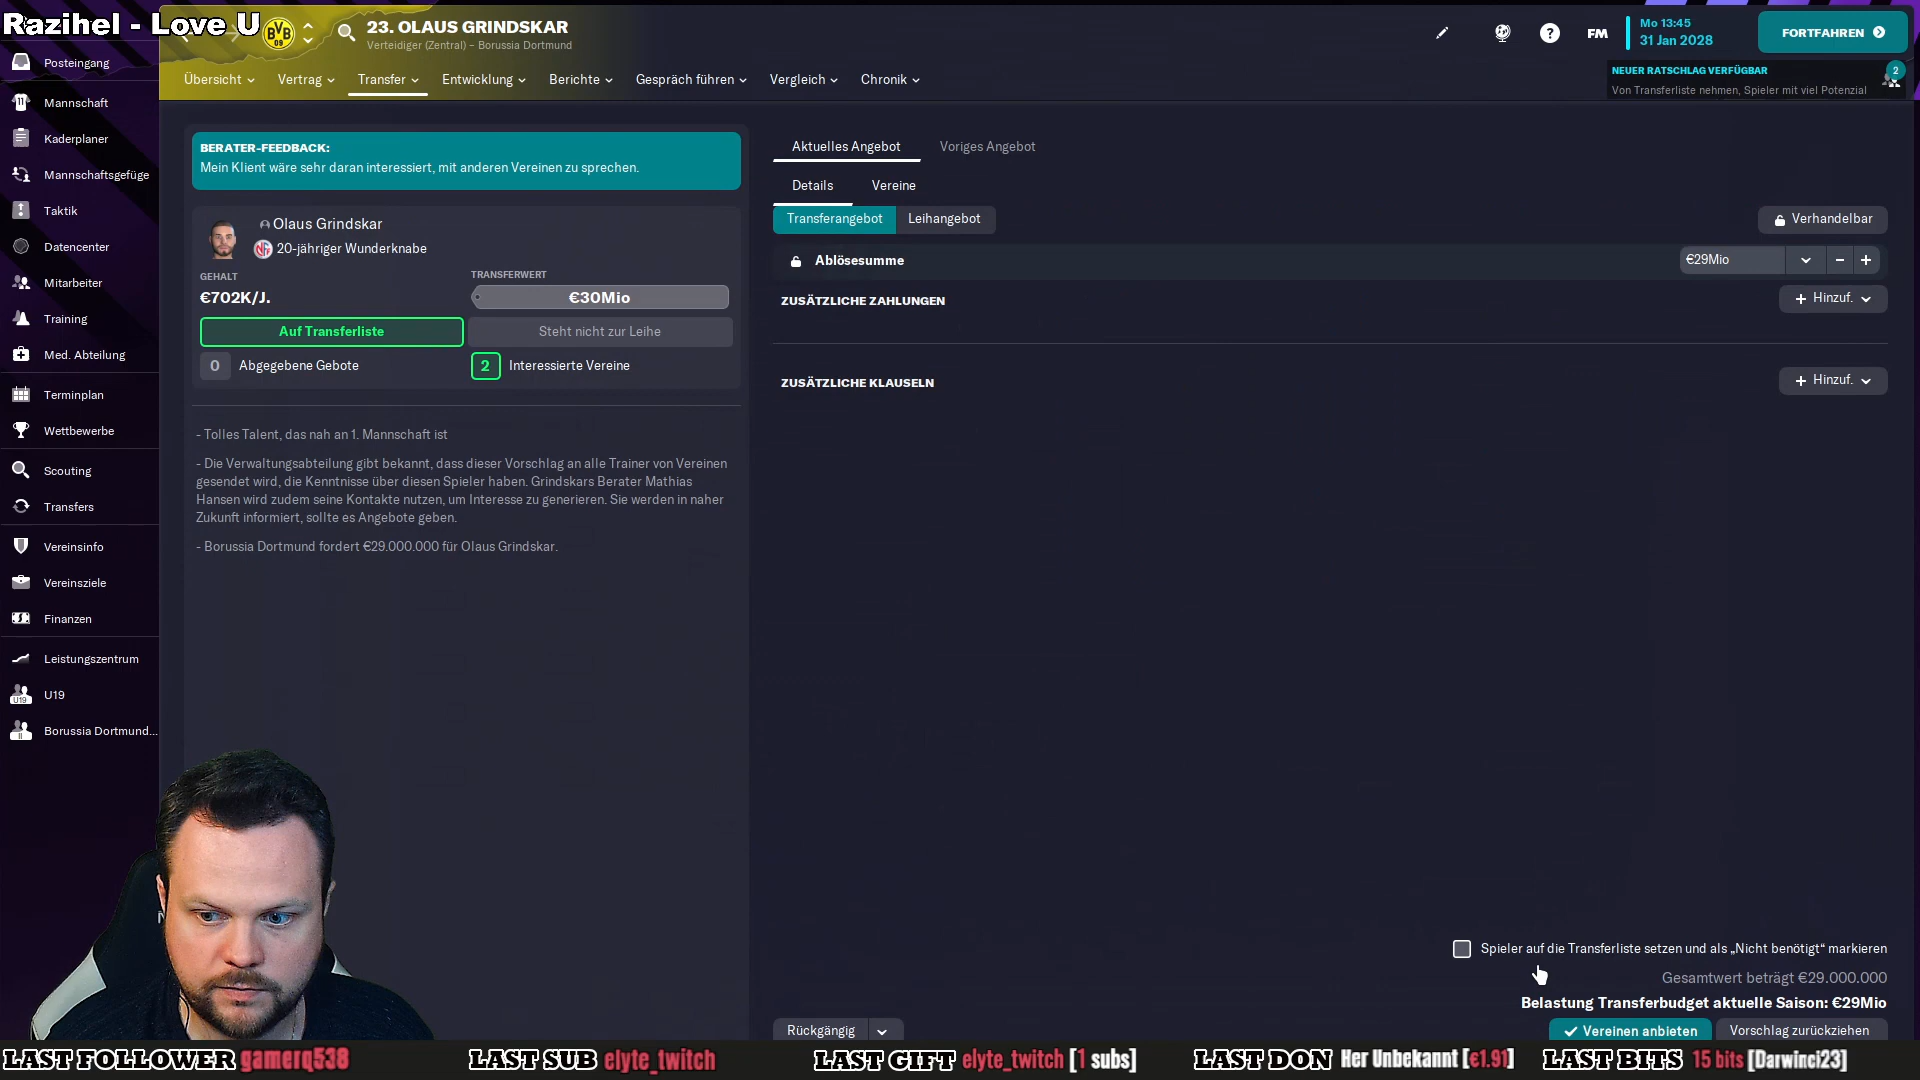 Razihel - Love U
23. OLAUS GRINDSKAR
Verteidiger (Zentral) - Borussia Dortmund
FM
Mo 13:45
31 Jan 2028
FORTFAHREN
Übersicht
Vertrag
Transfer
Entwicklung
Berichte
Gespräch führen
Vergleich
Chronik
NEUER RATSCHLAG VERFÜGBAR
2
Von Transferliste nehmen, Spieler mit viel Potenzial
Posteingang
Mannschaft
Kaderplaner
Mannschaftsgefüge
Taktik
Datencenter
Mitarbeiter
Training
Med. Abteilung
Terminplan
Wettbewerbe
Scouting
Transfers
Vereinsinfo
Vereinsziele
Finanzen
Leistungszentrum
U19
Borussia Dortmund...
BERATER-FEEDBACK:
Mein Klient wäre sehr daran interessiert, mit anderen Vereinen zu sprechen.
Olaus Grindskar
20-jähriger Wunderknabe
GEHALT
TRANSFERWERT
€702K/J.
€30Mio
Auf Transferliste
Steht nicht zur Leihe
0 Abgegebene Gebote
2 Interessierte Vereine
- Tolles Talent, das nah an 1. Mannschaft ist
- Die Verwaltungsabteilung gibt bekannt, dass dieser Vorschlag an alle Trainer von Vereinen
gesendet wird, die Kenntnisse über diesen Spieler haben. Grindskars Berater Mathias
Hansen wird zudem seine Kontakte nutzen, um Interesse zu generieren. Sie werden in naher
Zukunft informiert, sollte es Angebote geben.
- Borussia Dortmund fordert €29.000.000 für Olaus Grindskar.
Aktuelles Angebot
Voriges Angebot
Details
Vereine
Transferangebot
Leihangebot
Verhandelbar
Ablösesumme
€29Mio
ZUSÄTZLICHE ZAHLUNGEN
Hinzuf.
ZUSÄTZLICHE KLAUSELN
Hinzuf.
Spieler auf die Transferliste setzen und als „Nicht benötigt“ markieren
Gesamtwert beträgt €29.000.000
Belastung Transferbudget aktuelle Saison: €29Mio
Rückgängig
Vereinen anbieten
Vorschlag zurückziehen
LAST FOLLOWER gamerq538
LAST SUB elyte_twitch
LAST GIFT elyte_twitch [1 subs]
LAST DON Her Unbekannt [€1.91]
LAST BITS 15 bits [Darwinci23]